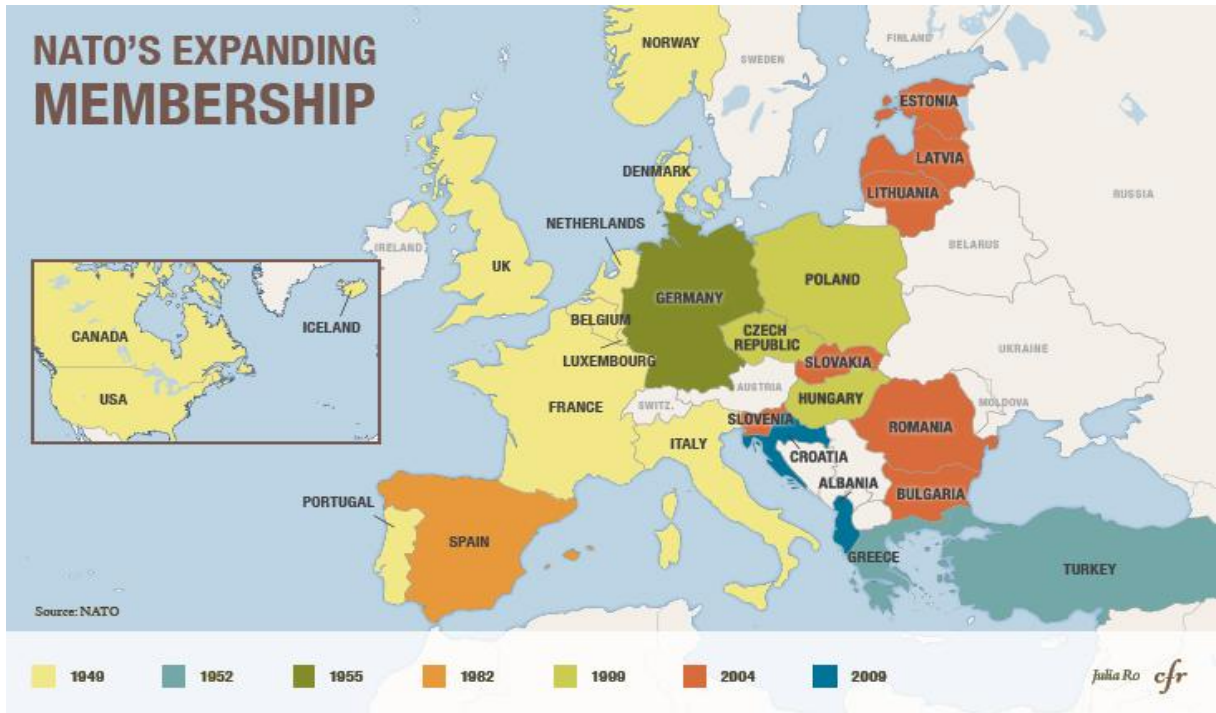 NATO'S EXPANDING
MEMBERSHIP
NORWAY
SWEDEN
FINLAND
ESTONIA
LATVIA
LITHUANIA
RUSSIA
DENMARK
NETHERLANDS
IRELAND
UK
BELARUS
GERMANY
POLAND
BELGIUM
CZECH
REPUBLIC
LUXEMBOURG
SLOVAKIA
UKRAINE
AUSTRIA
HUNGARY
MOLDOVA
FRANCE
SWITZ.
SLOVENIA
ROMANIA
ITALY
CROATIA
ALBANIA
BULGARIA
PORTUGAL
SPAIN
GREECE
TURKEY
CANADA
ICELAND
USA
Source: NATO
1949
1952
1955
1982
1999
2004
2009
Julia Ro cfr